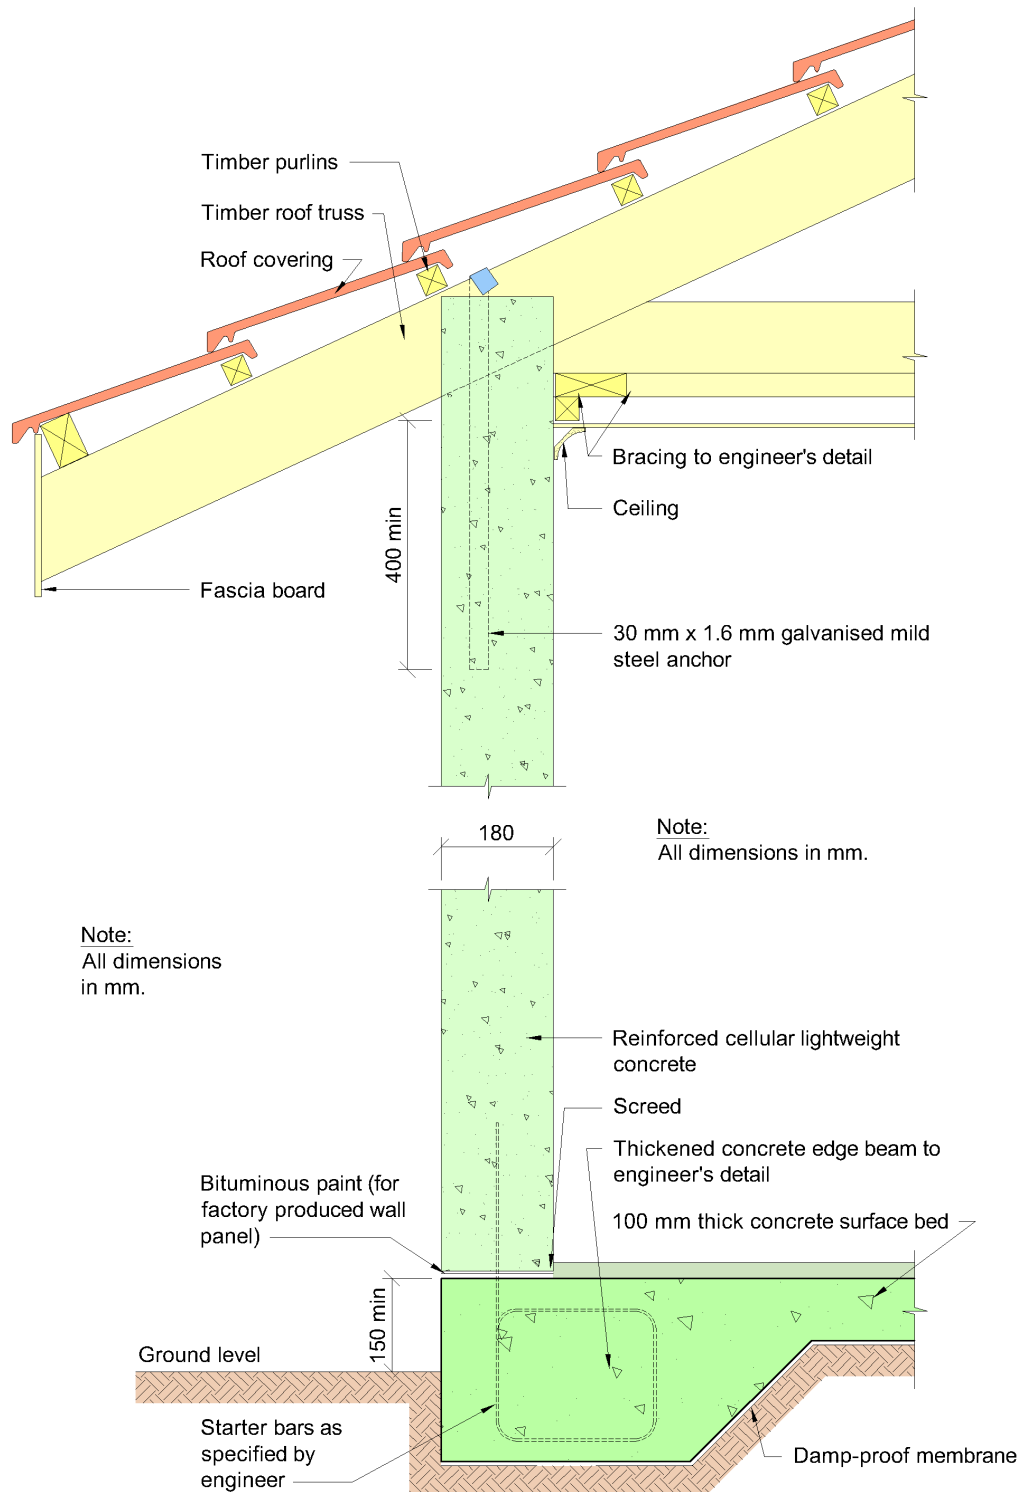 Timber purlins
Timber roof truss
Roof covering
Bracing to engineer's detail
Ceiling
400 min
Fascia board
30 mm x 1.6 mm galvanised mild
steel anchor
180
Note:
All dimensions in mm.
Note:
All dimensions
in mm.
Reinforced cellular lightweight
concrete
Screed
Thickened concrete edge beam to
engineer's detail
Bituminous paint (for
factory produced wall
panel)
100 mm thick concrete surface bed
150 min
Ground level
Starter bars as
specified by
engineer
Damp-proof membrane